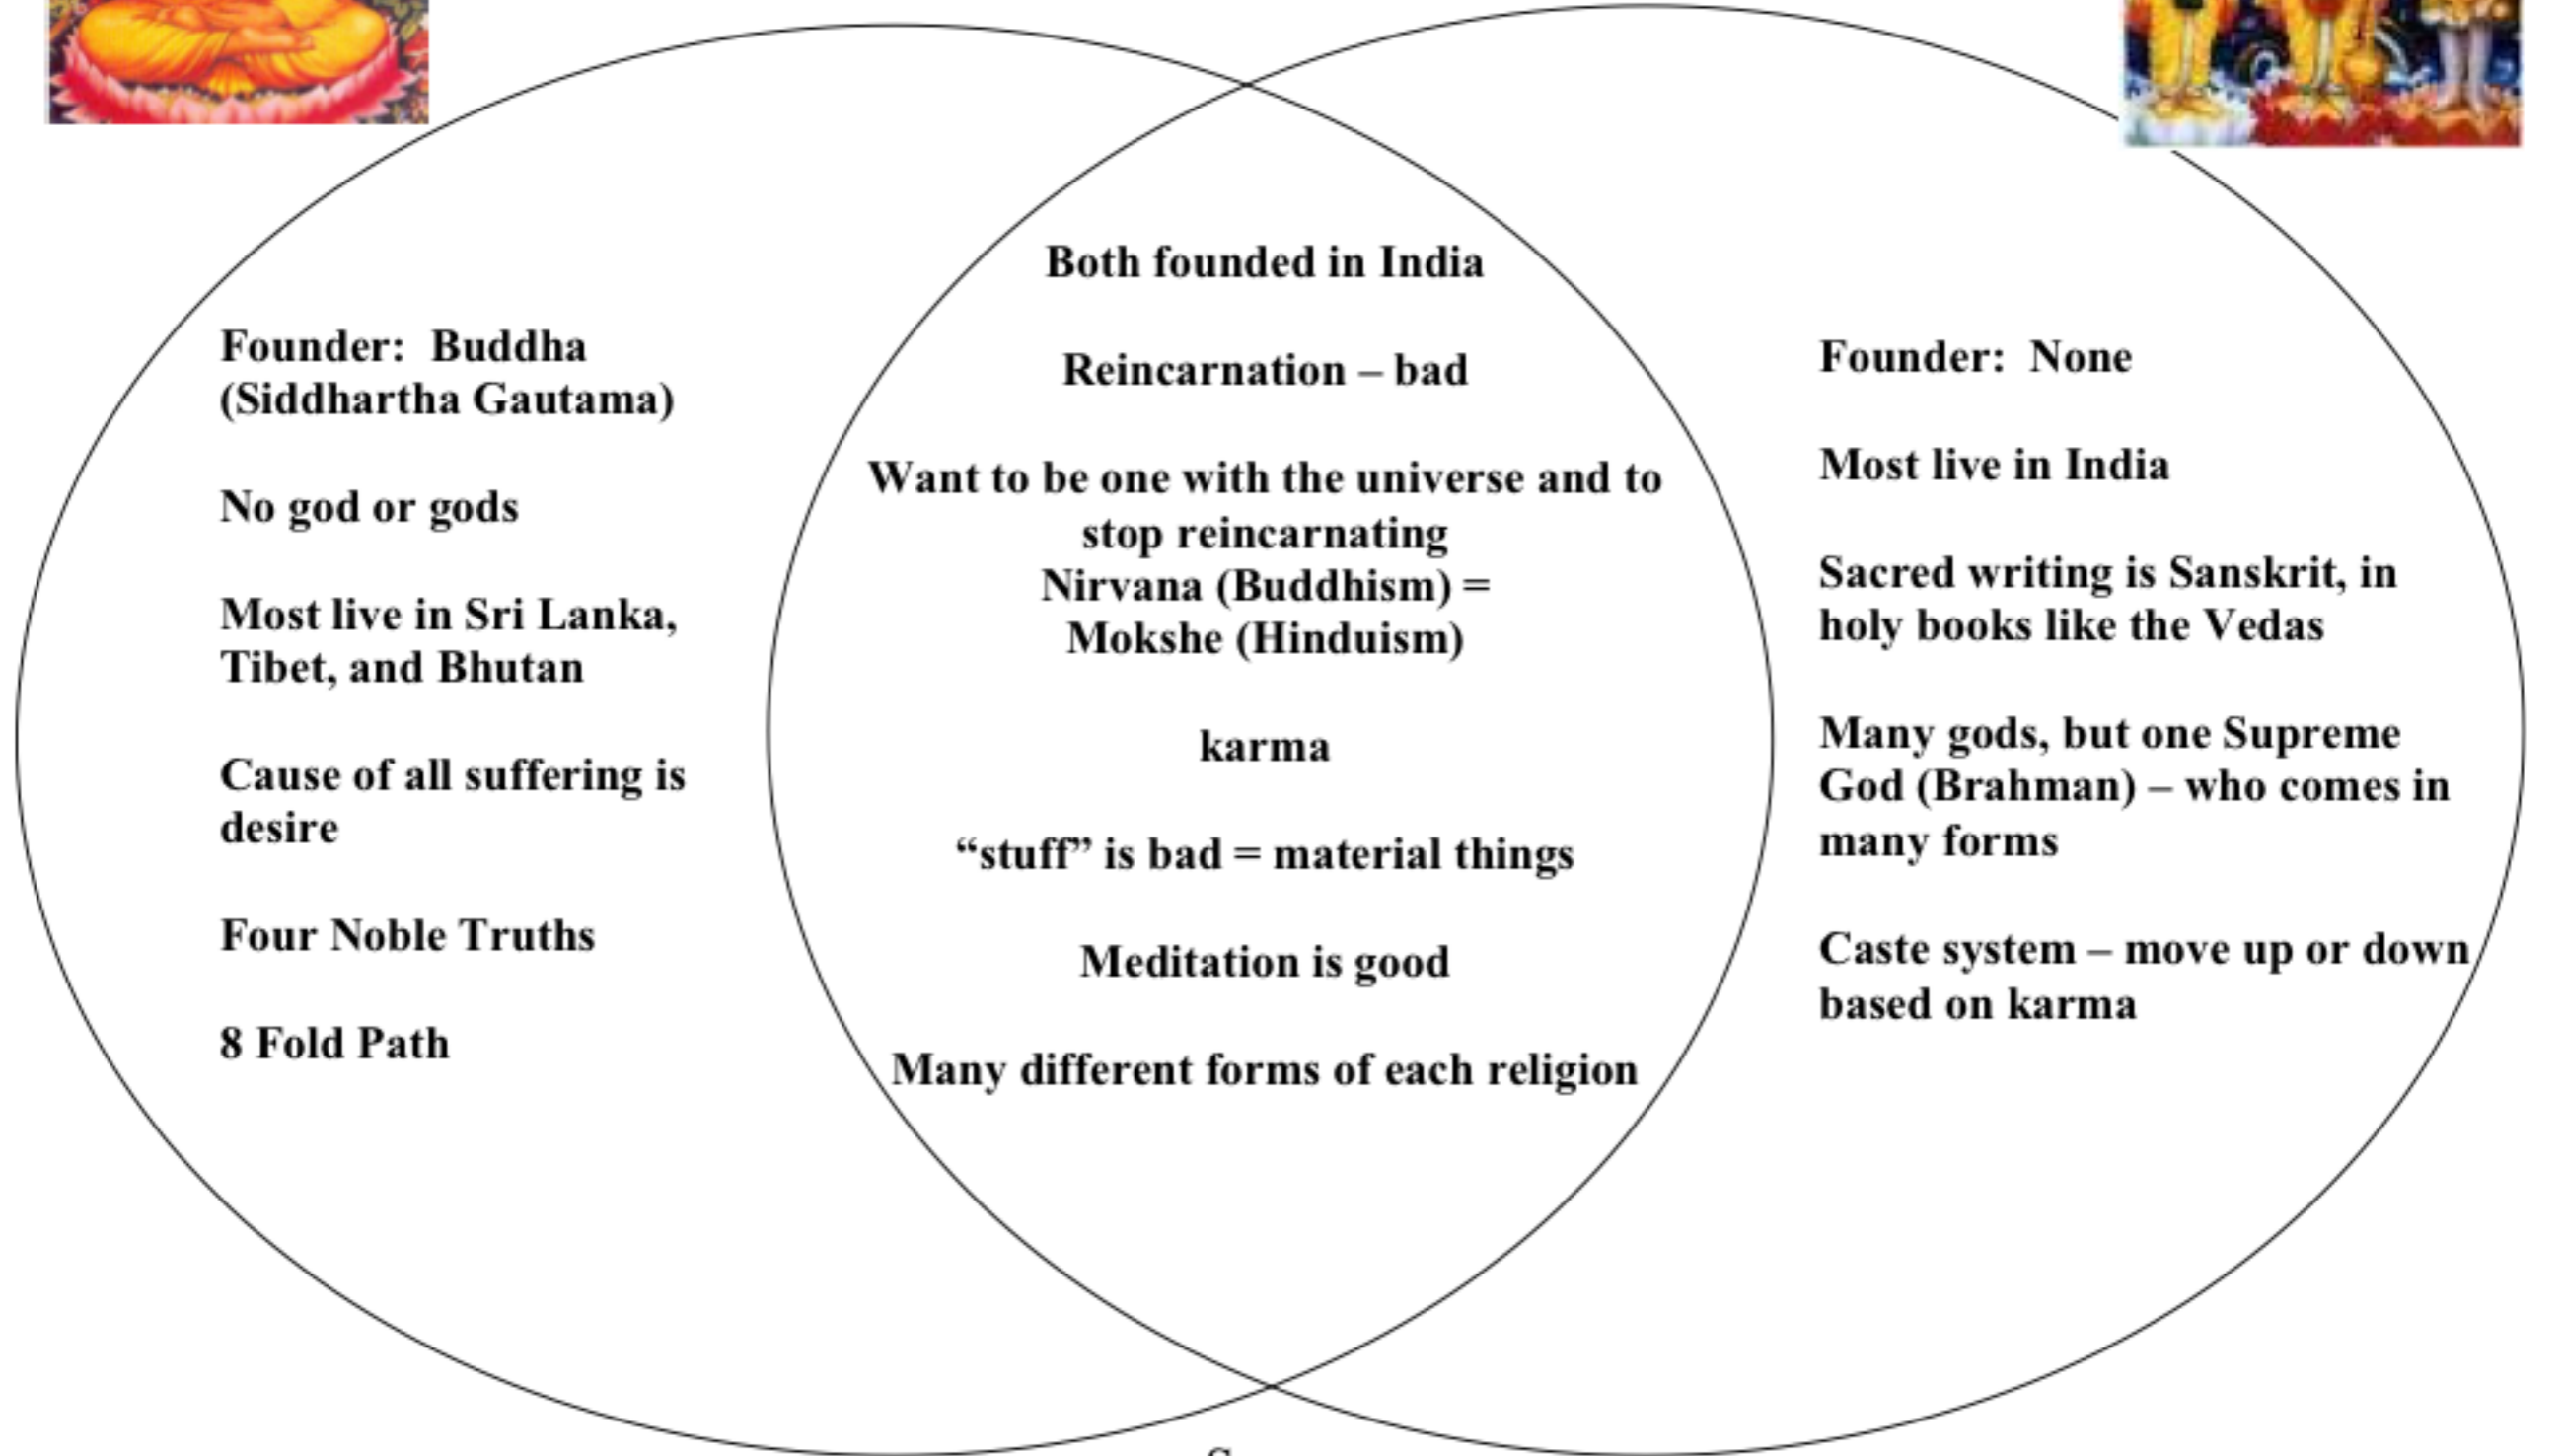 Founder:  Buddha
(Siddhartha Gautama)
No god or gods
Most live in Sri Lanka,
Tibet, and Bhutan
Cause of all suffering is
desire
Four Noble Truths
8 Fold Path
Both founded in India
Reincarnation – bad
Want to be one with the universe and to
stop reincarnating
Nirvana (Buddhism) =
Mokshe (Hinduism)
karma
“stuff” is bad = material things
Meditation is good
Many different forms of each religion
Founder:  None
Most live in India
Sacred writing is Sanskrit, in
holy books like the Vedas
Many gods, but one Supreme
God (Brahman) – who comes in
many forms
Caste system – move up or down
based on karma